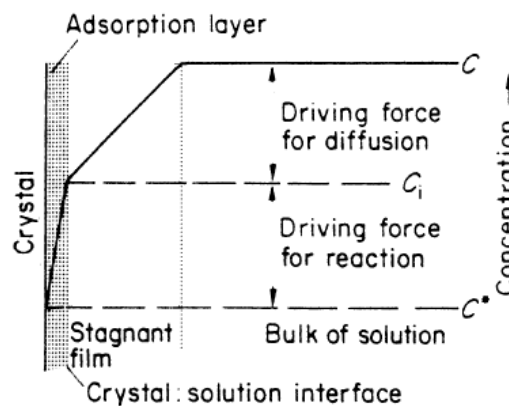 Adsorption layer
C
Driving force
for diffusion
Concentration
Crystal
Ci
Driving force
for reaction
C*
Stagnant
film
Bulk of solution
Crystal: solution interface